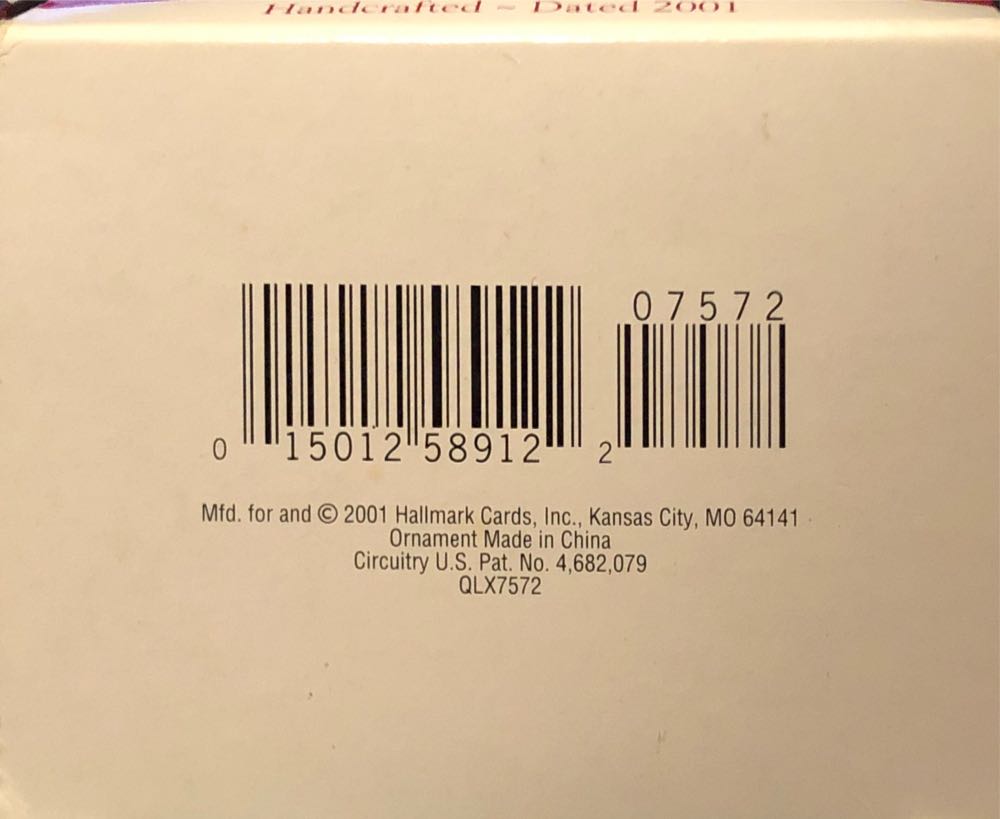 Handcrafted ~ Dated 2001
07572
0 15012 58912 2
Mfd. for and © 2001 Hallmark Cards, Inc., Kansas City, MO 64141
Ornament Made in China
Circuitry U.S. Pat. No. 4,682,079
QLX7572